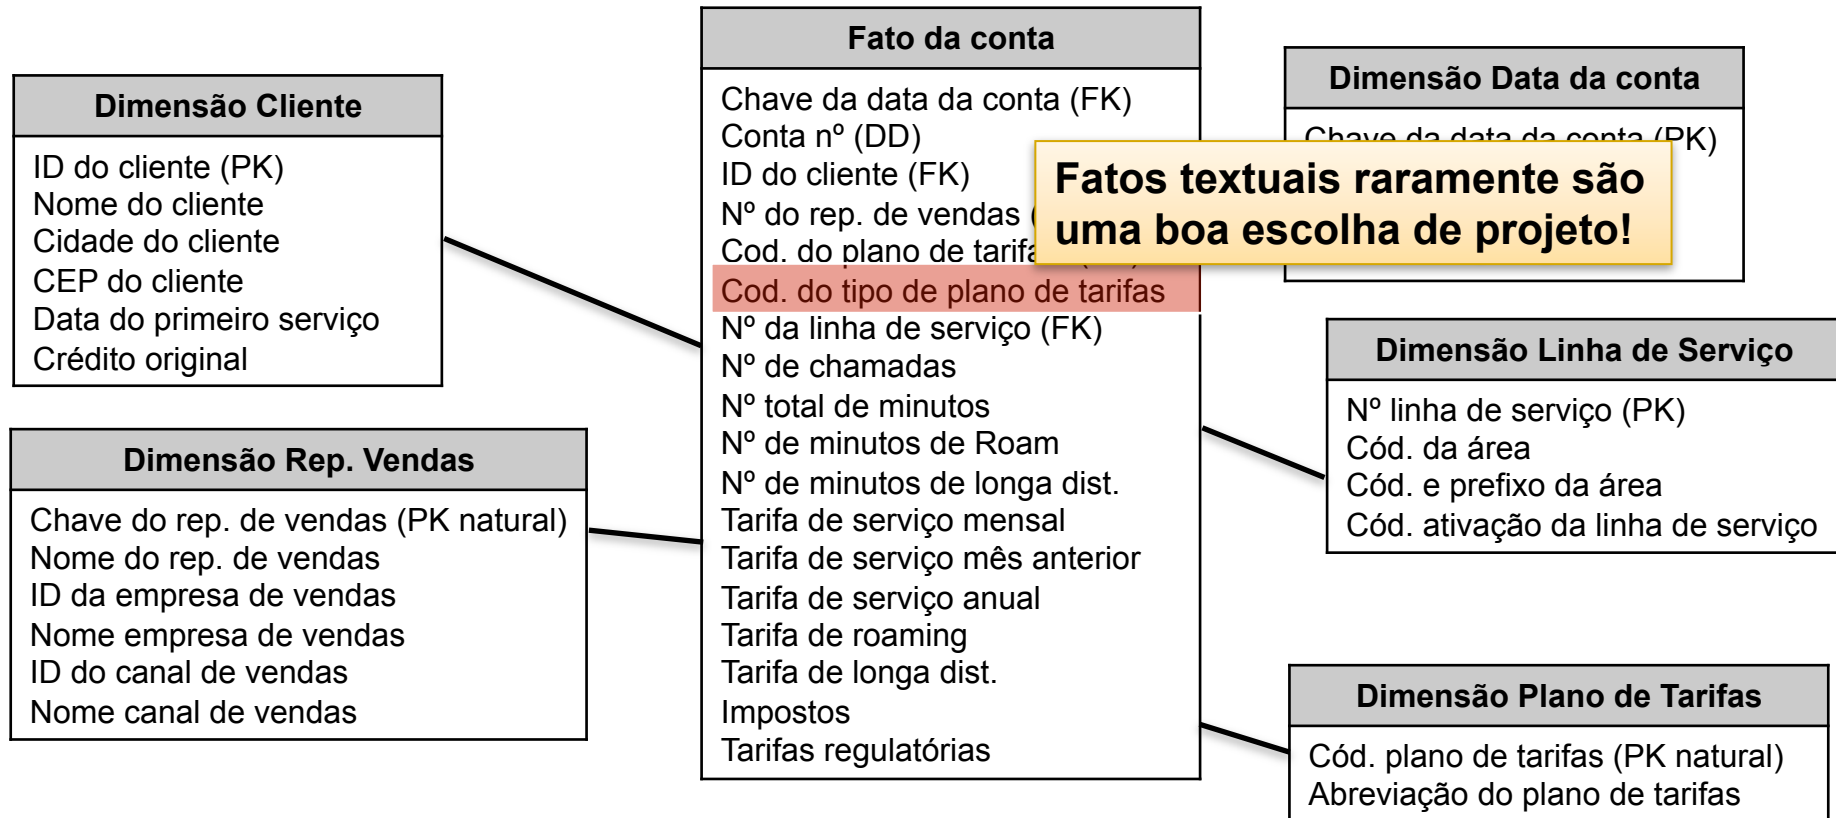 Dimensão Cliente
ID do cliente (PK)
Nome do cliente
Cidade do cliente
CEP do cliente
Data do primeiro serviço
Crédito original
Dimensão Rep. Vendas
Chave do rep. de vendas (PK natural)
Nome do rep. de vendas
ID da empresa de vendas
Nome empresa de vendas
ID do canal de vendas
Nome canal de vendas
Fato da conta
Chave da data da conta (FK)
Conta nº (DD)
ID do cliente (FK)
Nº do rep. de vendas
Cod. do plano de
Cod. do tipo de plano de tarifas
Nº da linha de serviço (FK)
Nº de chamadas
Nº total de minutos
Nº de minutos de Roam
Nº de minutos de longa dist.
Tarifa de serviço mensal
Tarifa de serviço mês anterior
Tarifa de serviço anual
Tarifa de roaming
Tarifa de longa dist.
Impostos
Tarifas regulatórias
Dimensão Data da conta
Chave da data da conta (PK)
Fatos textuais raramente são
uma boa escolha de projeto!
Dimensão Linha de Serviço
Nº linha de serviço (PK)
Cód. da área
Cód. e prefixo da área
Cód. ativação da linha de serviço
Dimensão Plano de Tarifas
Cód. plano de tarifas (PK natural)
Abreviação do plano de tarifas